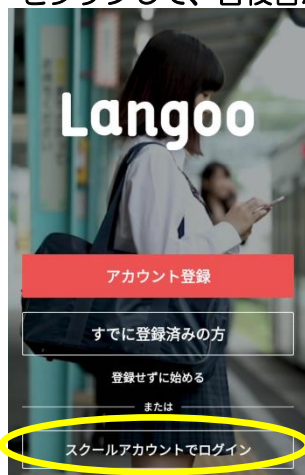 Langoo
アカウント登録
すでに登録済みの方
登録せずに始める
または
スクールアカウントでログイン